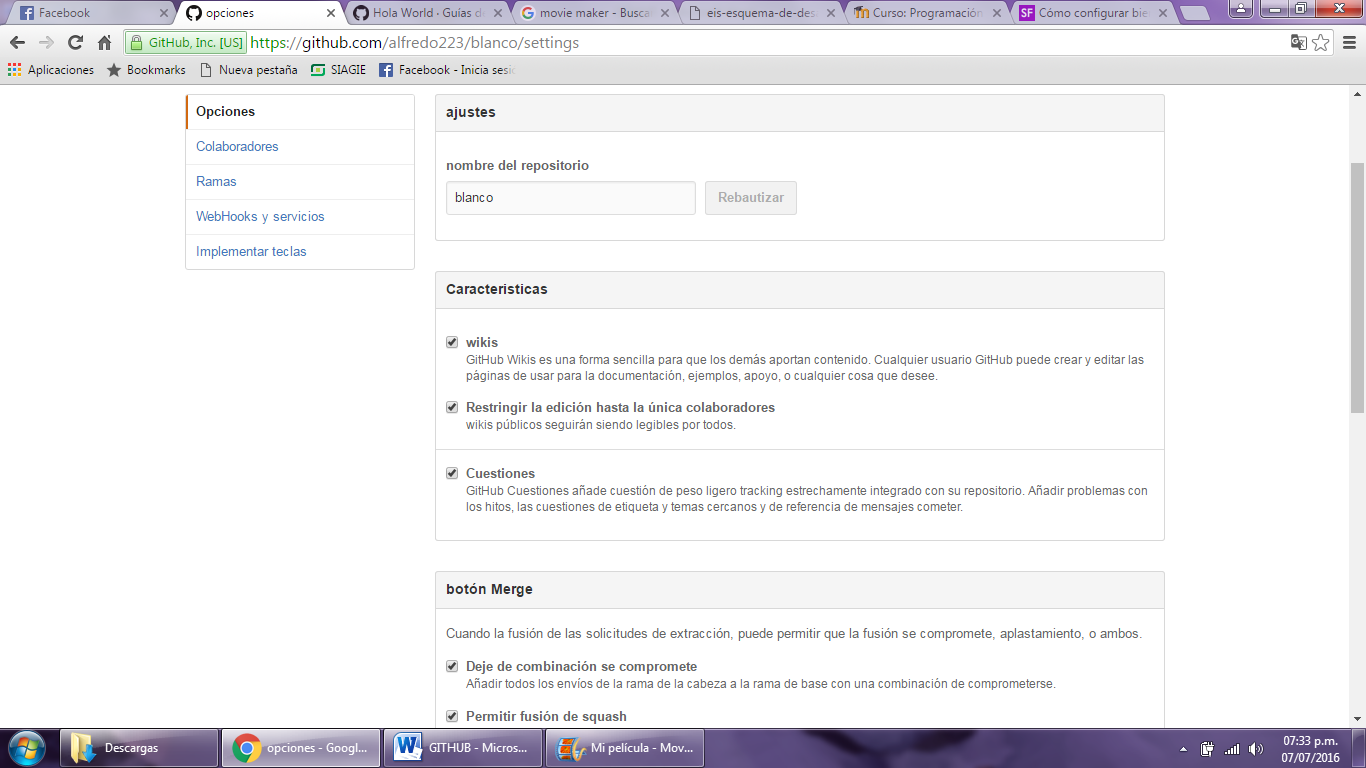 Facebook
opciones
Hola World · Guías de
movie maker - Busca
eis-esquema-de-des
Curso: Programación
SF Cómo configurar bie
GitHub, Inc. [US] https://github.com/alfredo223/blanco/settings
Aplicaciones Bookmarks Nueva pestaña SIAGIE Facebook - Inicia sesió
Opciones
Colaboradores
Ramas
WebHooks y servicios
Implementar teclas
ajustes
nombre del repositorio
blanco Rebautizar
Caracteristicas
wikis
GitHub Wikis es una forma sencilla para que los demás aportan contenido. Cualquier usuario GitHub puede crear y editar las
páginas de usar para la documentación, ejemplos, apoyo, o cualquier cosa que desee.
Restringir la edición hasta la única colaboradores
wikis públicos seguirán siendo legibles por todos.
Cuestiones
GitHub Cuestiones añade cuestión de peso ligero tracking estrechamente integrado con su repositorio. Añadir problemas con
los hitos, las cuestiones de etiqueta y temas cercanos y de referencia de mensajes cometer.
botón Merge
Cuando la fusión de las solicitudes de extracción, puede permitir que la fusión se compromete, aplastamiento, o ambos.
Deje de combinación se compromete
Añadir todos los envíos de la rama de la cabeza a la rama de base con una combinación de comprometerse.
Permitir fusión de squash
Descargas
opciones - Googl...
GITHUB - Micros...
Mi película - Mov...
07:33 p.m.
07/07/2016